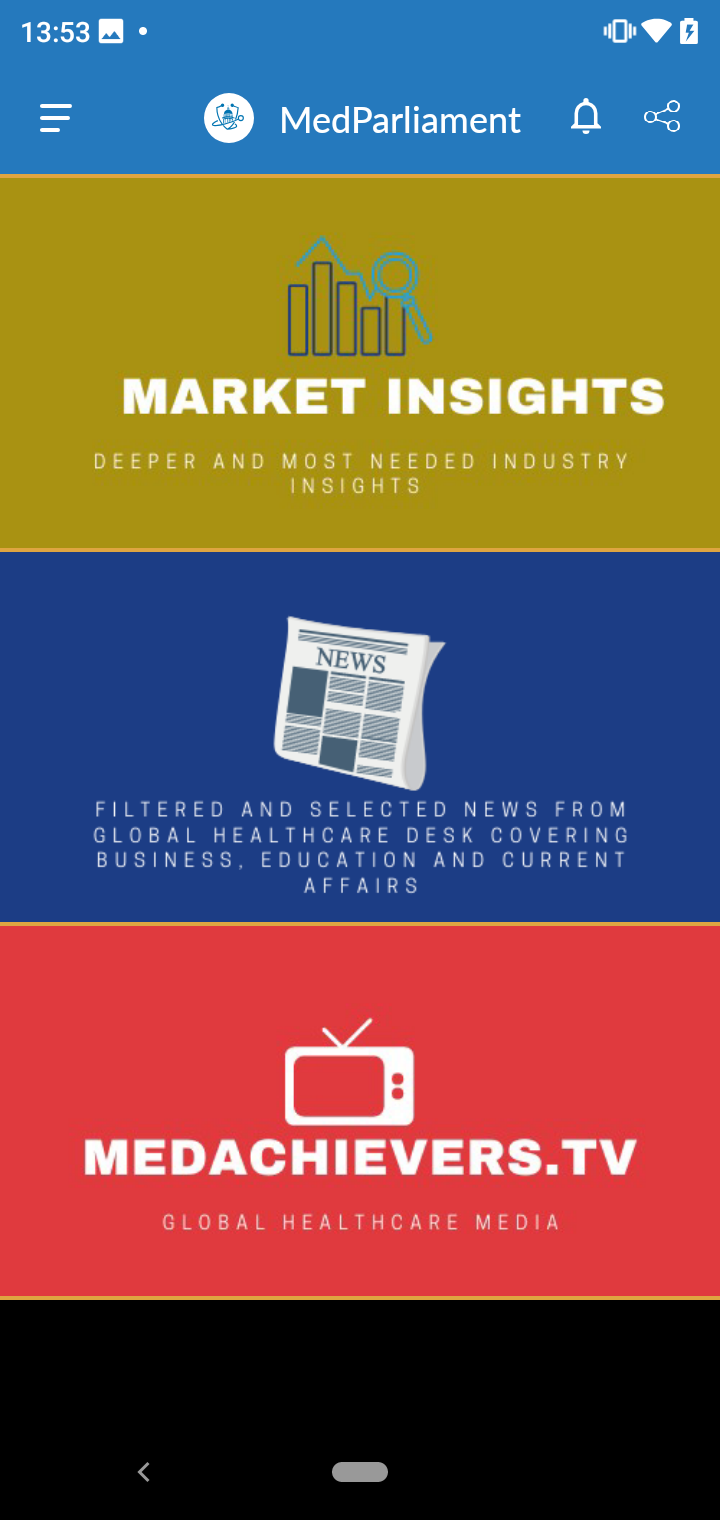 13:53
MedParliament
MARKET INSIGHTS
DEEPER AND MOST NEEDED INDUSTRY
INSIGHTS
NEWS
FILTERED AND SELECTED NEWS FROM
GLOBAL HEALTHCARE DESK COVERING
BUSINESS, EDUCATION AND CURRENT
AFFAIRS
MEDACHIEVERS.TV
GLOBAL HEALTHCARE MEDIA